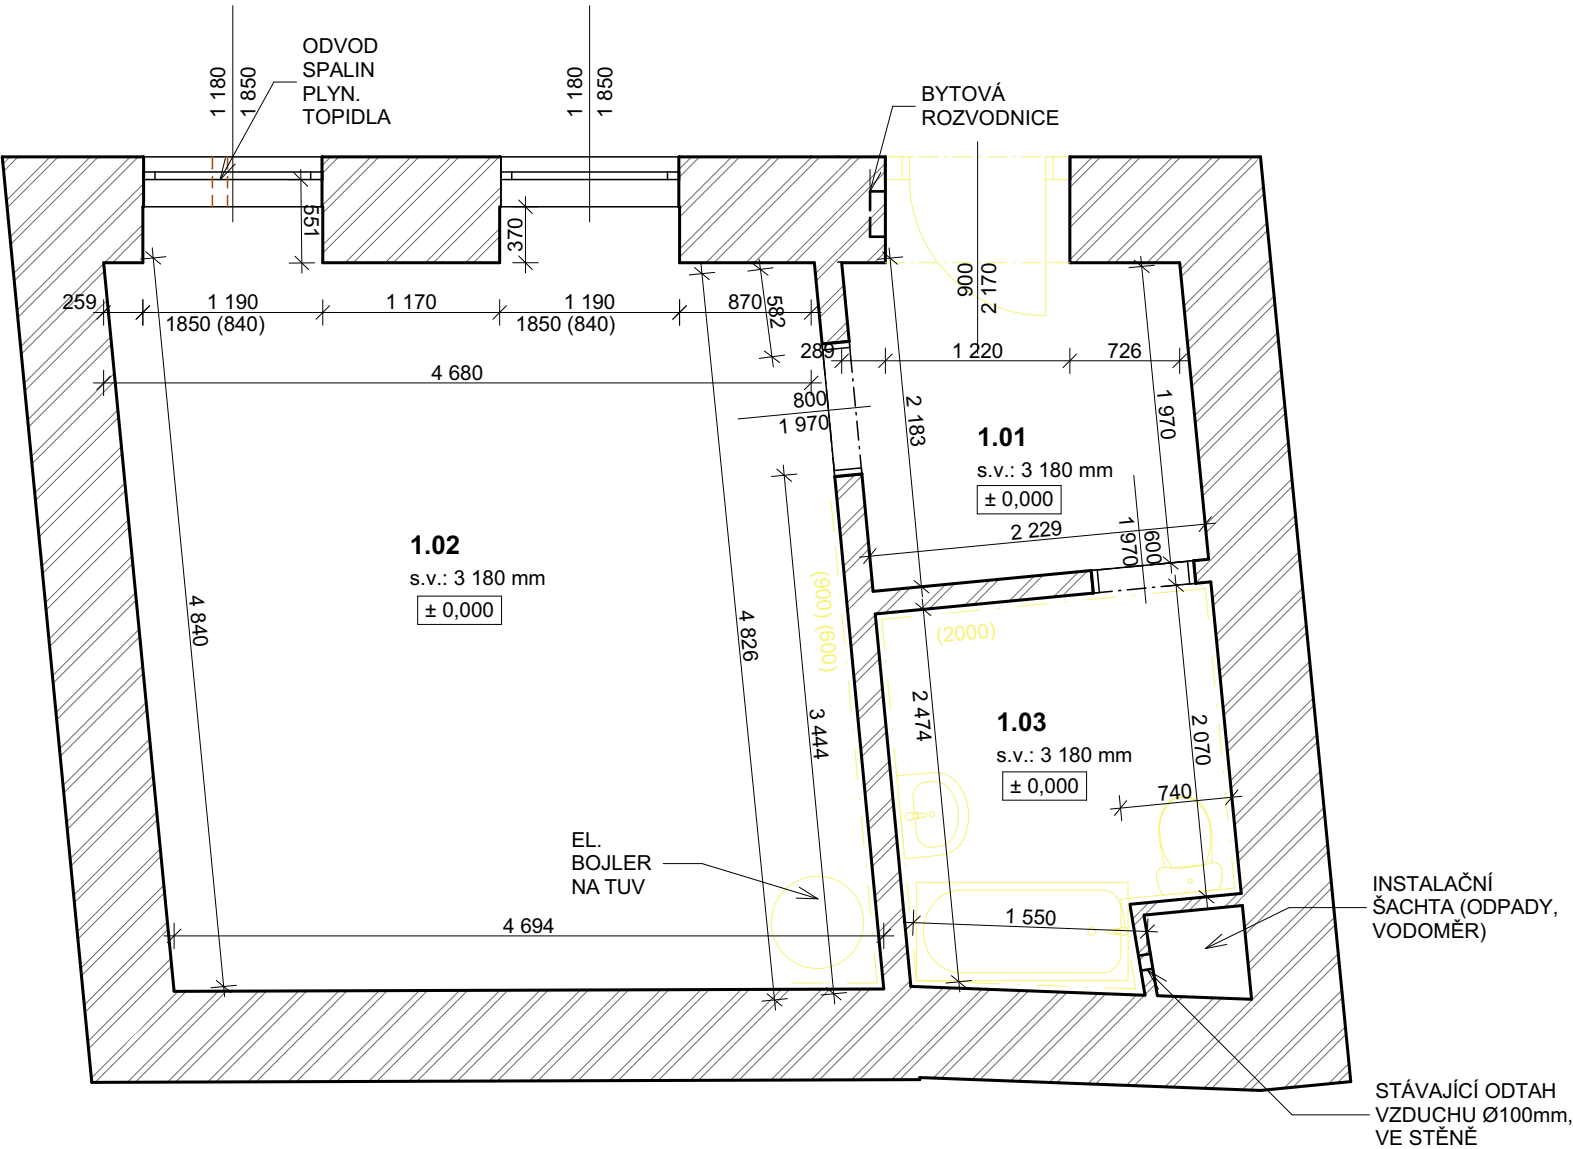 ODVOD
SPALIN
PLYN.
TOPIDLA
1 180
1 850
1 180
1 850
BYTOVÁ
ROZVODNICE
551
370
900
2 170
259
1 190
1850 (840)
1 170
1 190
1850 (840)
870
582
289
1 220
726
4 680
800
1 970
2 183
1 970
1.01
s.v.: 3 180 mm
± 0,000
2 229
1 970
600
1.02
s.v.: 3 180 mm
± 0,000
4 840
4 826
(900) (600)
(2000)
3 444
2 474
1.03
s.v.: 3 180 mm
± 0,000
2 070
740
EL.
BOJLER
NA TUV
4 694
1 550
INSTALAČNÍ
ŠACHTA (ODPADY,
VODOMĚR)
STÁVAJÍCÍ ODTAH
VZDUCHU Ø100mm,
VE STĚNĚ